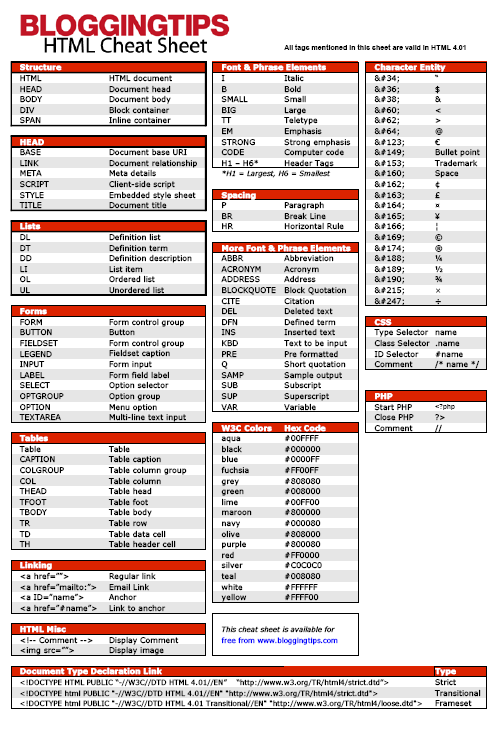 BLOGGINGTIPS
HTML Cheat Sheet
All tags mentioned in this sheet are valid in HTML 4.01
Structure
HTML HTML document
HEAD Document head
BODY Document body
DIV Block container
SPAN Inline container
HEAD
BASE Document base URI
LINK Document relationship
META Meta details
SCRIPT Client-side script
STYLE Embedded style sheet
TITLE Document title
Lists
DL Definition list
DT Definition term
DD Definition description
LI List item
OL Ordered list
UL Unordered list
Forms
FORM Form control group
BUTTON Button
FIELDSET Form control group
LEGEND Fieldset caption
INPUT Form input
LABEL Form field label
SELECT Option selector
OPTGROUP Option group
OPTION Menu option
TEXTAREA Multi-line text input
Tables
Table Table
CAPTION Table caption
COLGROUP Table column group
COL Table column
THEAD Table head
TFOOT Table foot
TBODY Table body
TR Table row
TD Table data cell
TH Table header cell
Linking
<a href=""> Regular link
<a href="mailto:"> Email Link
<a ID="name"> Anchor
<a href="#name"> Link to anchor
HTML Misc
<!-- Comment --> Display Comment
<img src=""> Display image
Font & Phrase Elements
I Italic
B Bold
SMALL Small
BIG Large
TT Teletype
EM Emphasis
STRONG Strong emphasis
CODE Computer code
H1 – H6* Header Tags
*H1 = Largest, H6 = Smallest
Spacing
P Paragraph
BR Break Line
HR Horizontal Rule
More Font & Phrase Elements
ABBR Abbreviation
ACRONYM Acronym
ADDRESS Address
BLOCKQUOTE Block Quotation
CITE Citation
DEL Deleted text
DFN Defined term
INS Inserted text
KBD Text to be input
PRE Pre formatted
Q Short quotation
SAMP Sample output
SUB Subscript
SUP Superscript
VAR Variable
W3C Colors Hex Code
aqua #00FFFF
black #000000
blue #0000FF
fuchsia #FF00FF
grey #808080
green #008000
lime #00FF00
maroon #800000
navy #000080
olive #808000
purple #800080
red #FF0000
silver #C0C0C0
teal #008080
white #FFFFFF
yellow #FFFF00
This cheat sheet is available for
free from www.bloggingtips.com
Character Entity
&#34; "
&#36; $
&#38; &
&#60; <
&#62; >
&#64; @
&#123; €
&#149; Bullet point
&#153; Trademark
&#160; Space
&#162; ¢
&#163; £
&#164; ¤
&#165; ¥
&#166; ¦
&#169; ©
&#174; ®
&#188; ¼
&#189; ½
&#190; ¾
&#215; ×
&#247; ÷
CSS
Type Selector name
Class Selector .name
ID Selector #name
Comment /* name */
PHP
Start PHP <?php
Close PHP ?>
Comment //
Document Type Declaration Link Type
<!DOCTYPE HTML PUBLIC "-//W3C//DTD HTML 4.01//EN" "http://www.w3.org/TR/html4/strict.dtd"> Strict
<!DOCTYPE html PUBLIC "-//W3C//DTD HTML 4.01//EN" "http://www.w3.org/TR/html4/strict.dtd"> Transitional
<!DOCTYPE html PUBLIC "-//W3C//DTD HTML 4.01 Transitional//EN" "http://www.w3.org/TR/html4/loose.dtd"> Frameset